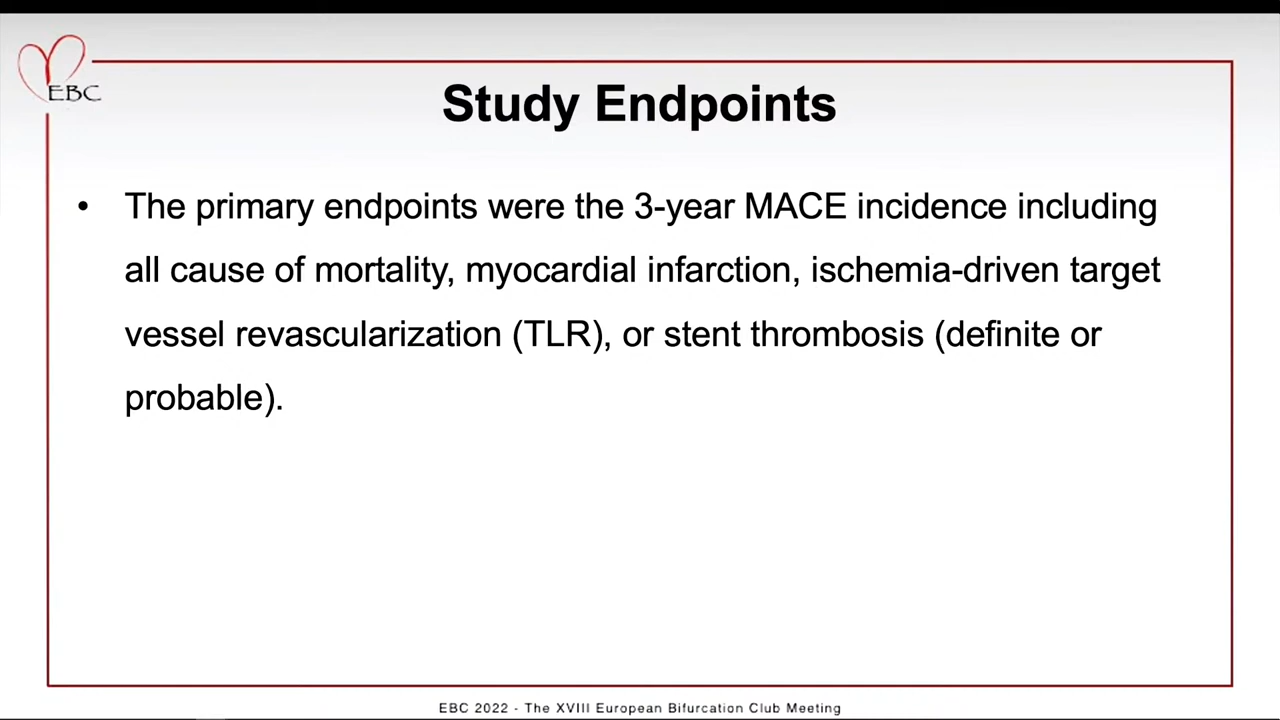 EBC
Study Endpoints
• The primary endpoints were the 3-year MACE incidence including
all cause of mortality, myocardial infarction, ischemia-driven target
vessel revascularization (TLR), or stent thrombosis (definite or
probable).
EBC 2022 - The XVIII European Bifurcation Club Meeting